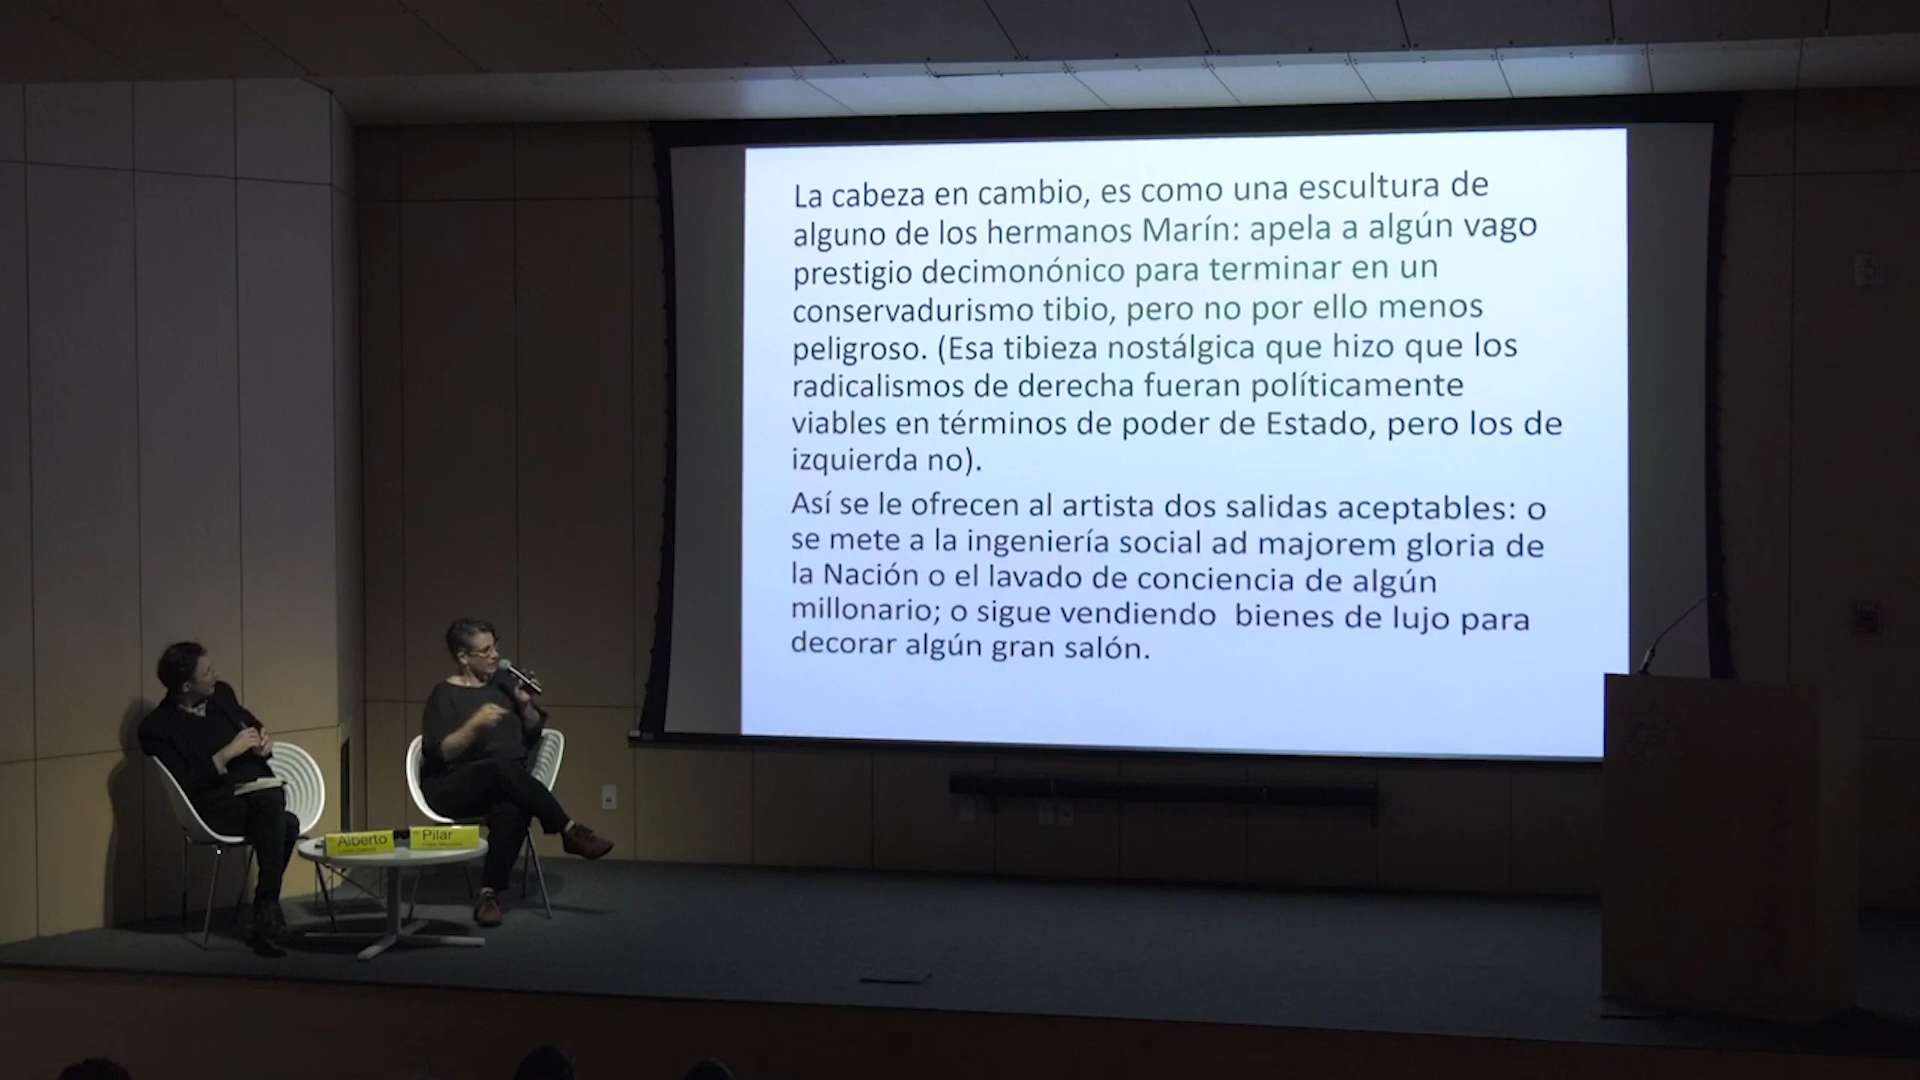 La cabeza en cambio, es como una escultura de
alguno de los hermanos Marín: apela a algún vago
prestigio decimonónico para terminar en un
conservadurismo tibio, pero no por ello menos
peligroso. (Esa tibieza nostálgica que hizo que los
radicalismos de derecha fueran políticamente
viables en términos de poder de Estado, pero los de
izquierda no).
Así se le ofrecen al artista dos salidas aceptables: o
se mete a la ingeniería social ad majorem gloria de
la Nación o el lavado de conciencia de algún
millonario; o sigue vendiendo bienes de lujo para
decorar algún gran salón.
Alberto
Pilar